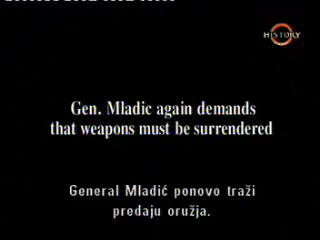 HISTORY
Gen. Mladic again demands
that weapons must be surrendered
General Mladić ponovo traži
predaju oružja.